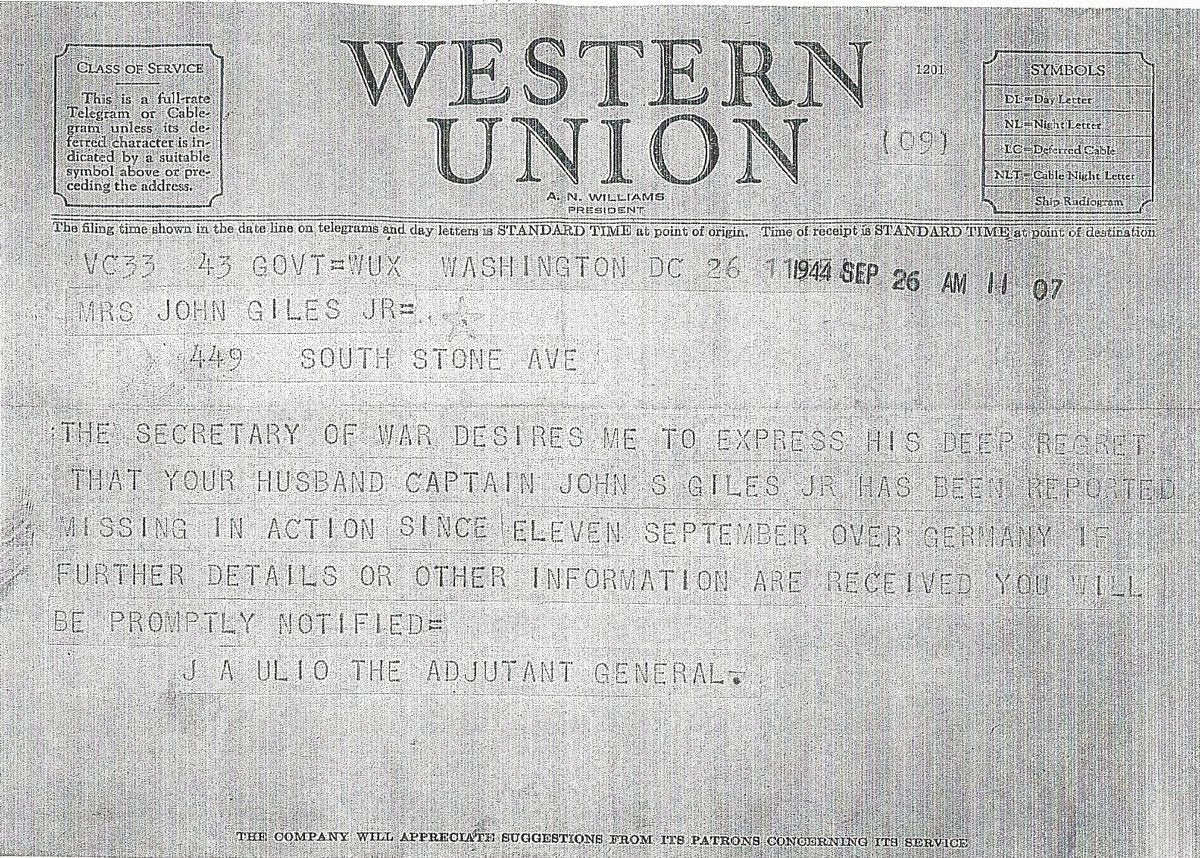 CLASS OF SERVICE
This is a full-rate
Telegram or Cable-
gram unless its de-
ferred character is in-
dicated by a suitable
symbol above or pre-
ceding the address.
WESTERN
UNION
1201
(09)
A. N. WILLIAMS
PRESIDENT
SYMBOLS
DL=Day Letter
NL=Night Letter
LC=Deferred Cable
NLT=Cable Night Letter
Ship Radiogram
The filing time shown in the date line on telegrams and day letters is STANDARD TIME at point of origin. Time of receipt is STANDARD TIME at point of destination
VC33 43 GOVT=WUX WASHINGTON DC 26 1944 SEP 26 AM 11 07
MRS JOHN GILES JR=
449 SOUTH STONE AVE
THE SECRETARY OF WAR DESIRES ME TO EXPRESS HIS DEEP REGRET
THAT YOUR HUSBAND CAPTAIN JOHN S GILES JR HAS BEEN REPORTED
MISSING IN ACTION SINCE ELEVEN SEPTEMBER OVER GERMANY IF
FURTHER DETAILS OR OTHER INFORMATION ARE RECEIVED YOU WILL
BE PROMPTLY NOTIFIED=
J A ULIO THE ADJUTANT GENERAL.
THE COMPANY WILL APPRECIATE SUGGESTIONS FROM ITS PATRONS CONCERNING ITS SERVICE